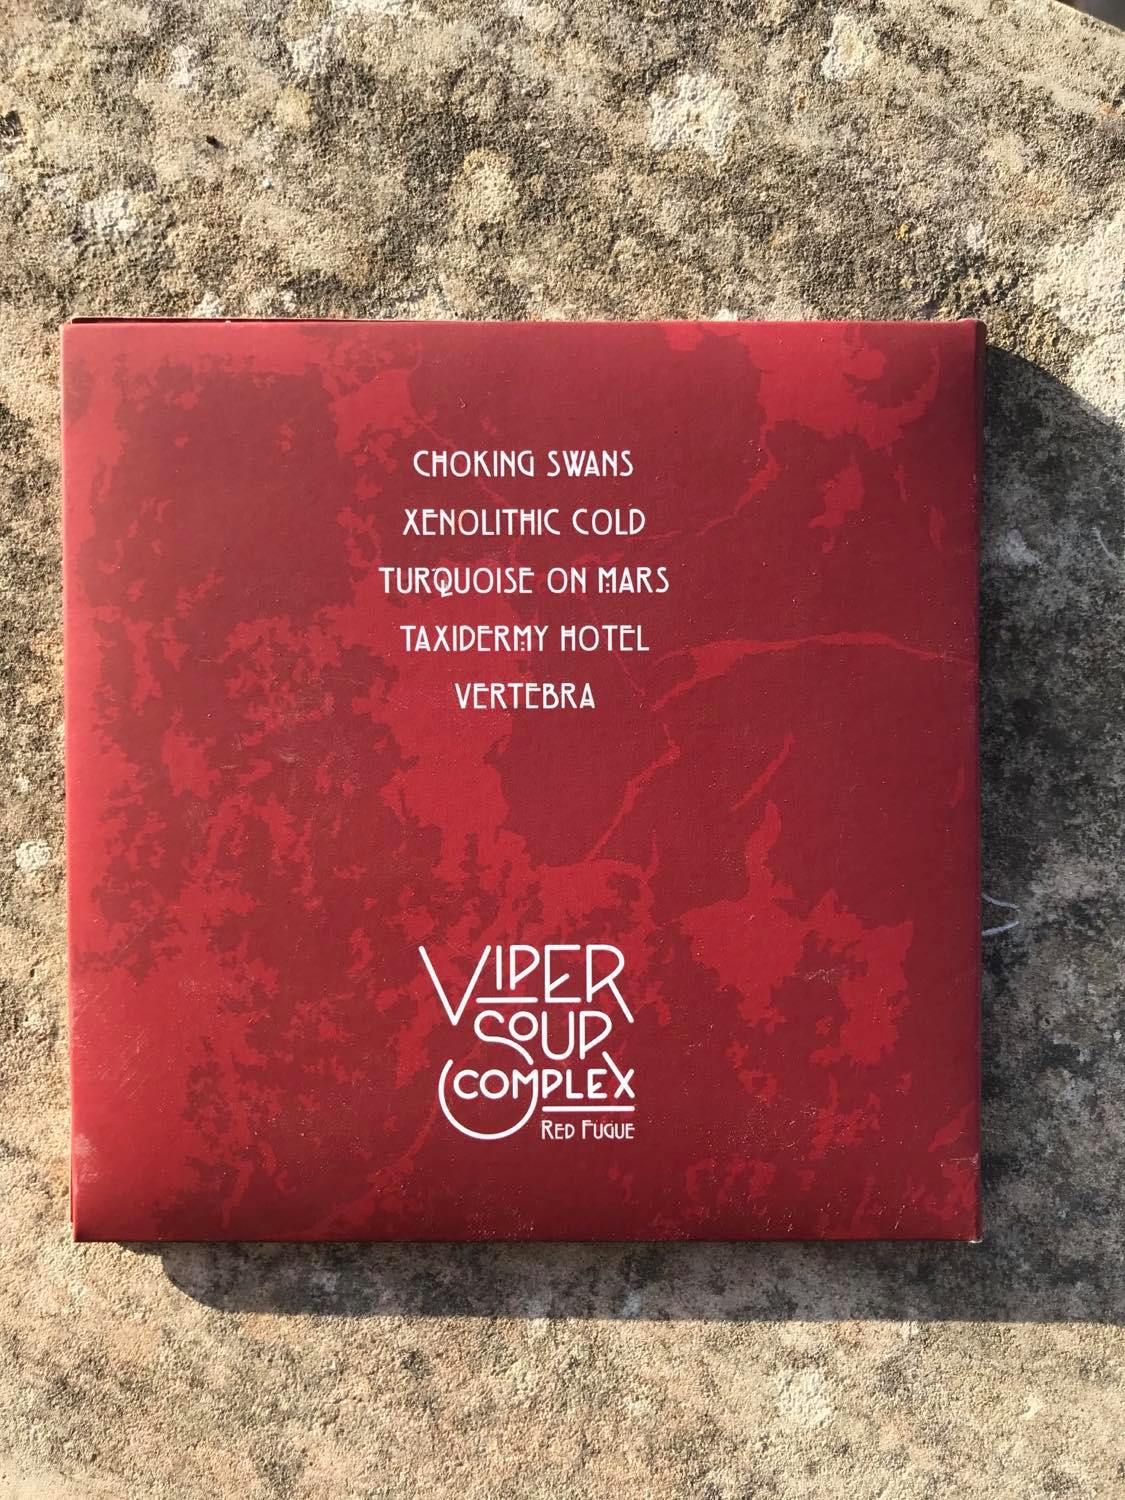 CHOKING SWANS
XENOLITHIC COLD
TURQUOISE ON MARS
TAXIDERMY HOTEL
VERTEBRA
VIPER
SOUP
COMPLEX
RED FUGUE